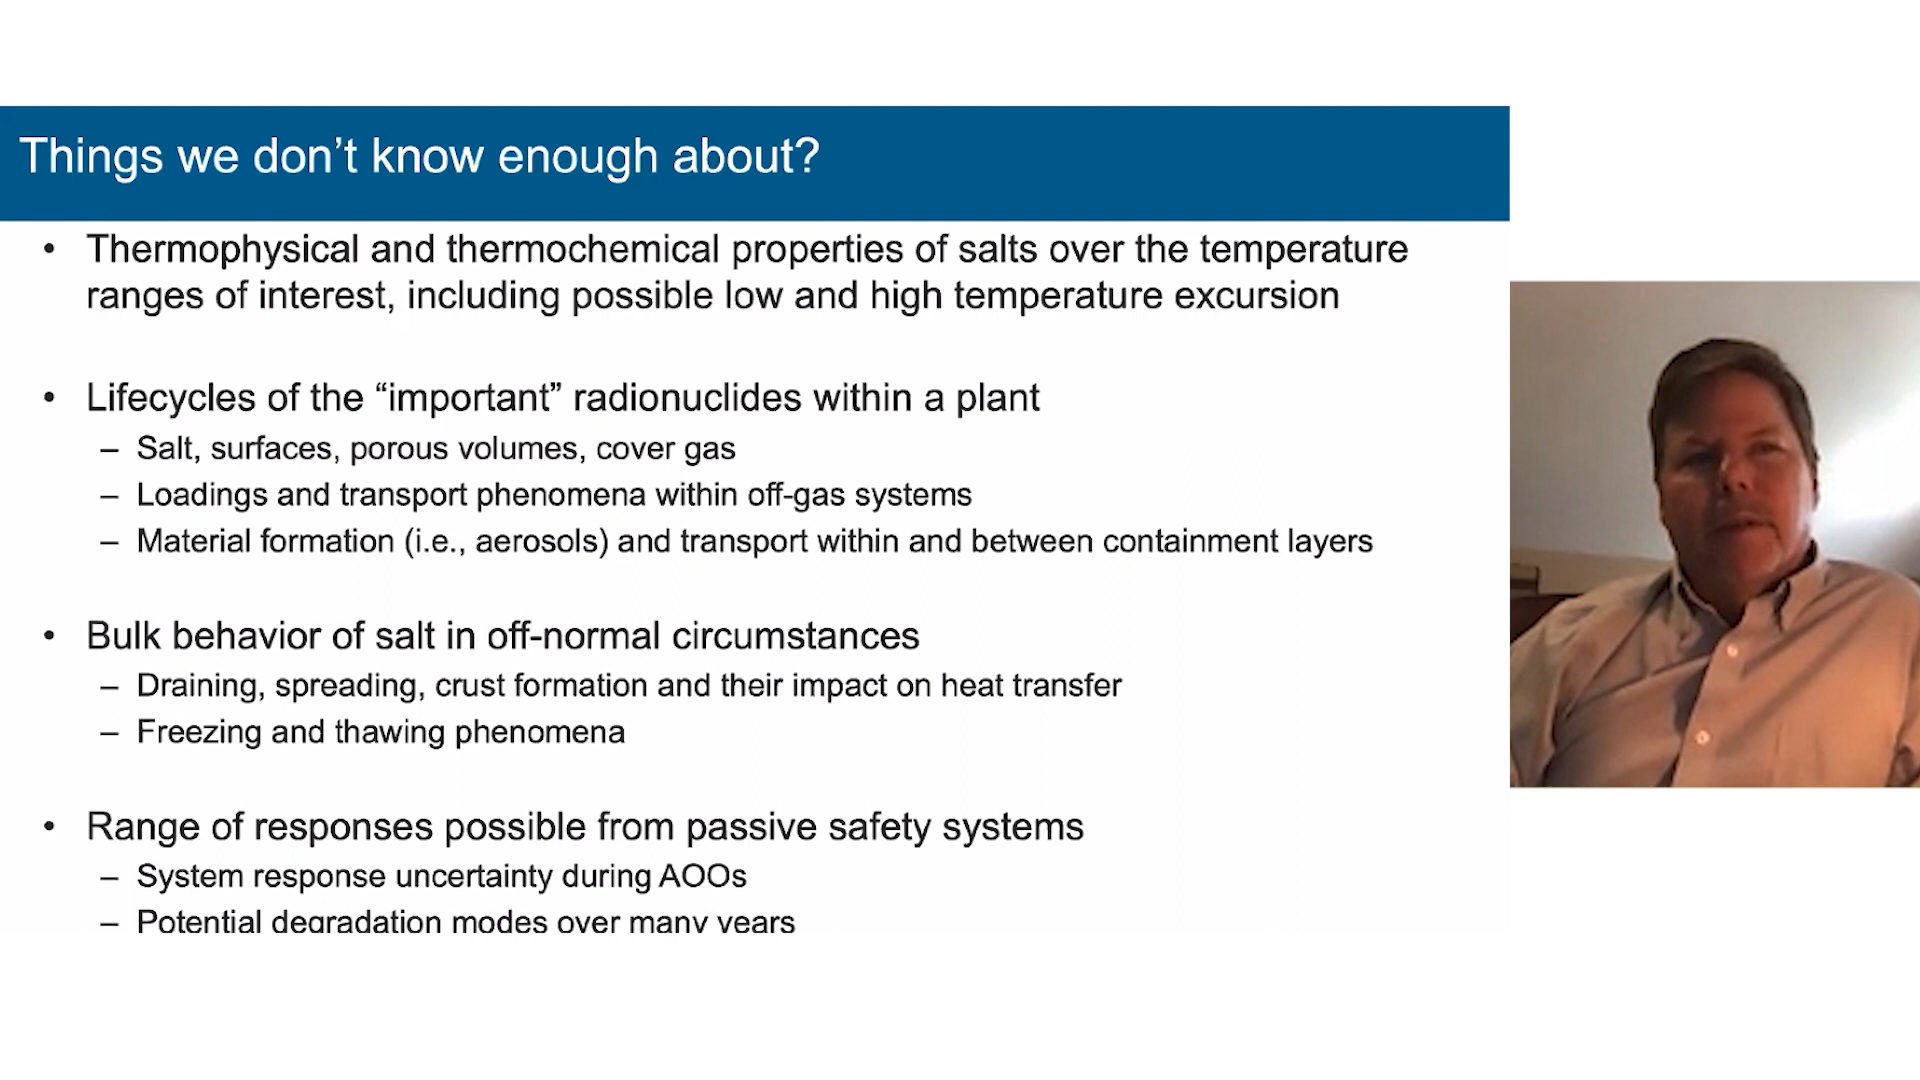 Things we don’t know enough about?
• Thermophysical and thermochemical properties of salts over the temperature
ranges of interest, including possible low and high temperature excursion
• Lifecycles of the “important” radionuclides within a plant
– Salt, surfaces, porous volumes, cover gas
– Loadings and transport phenomena within off-gas systems
– Material formation (i.e., aerosols) and transport within and between containment layers
• Bulk behavior of salt in off-normal circumstances
– Draining, spreading, crust formation and their impact on heat transfer
– Freezing and thawing phenomena
• Range of responses possible from passive safety systems
– System response uncertainty during AOOs
– Potential degradation modes over many years